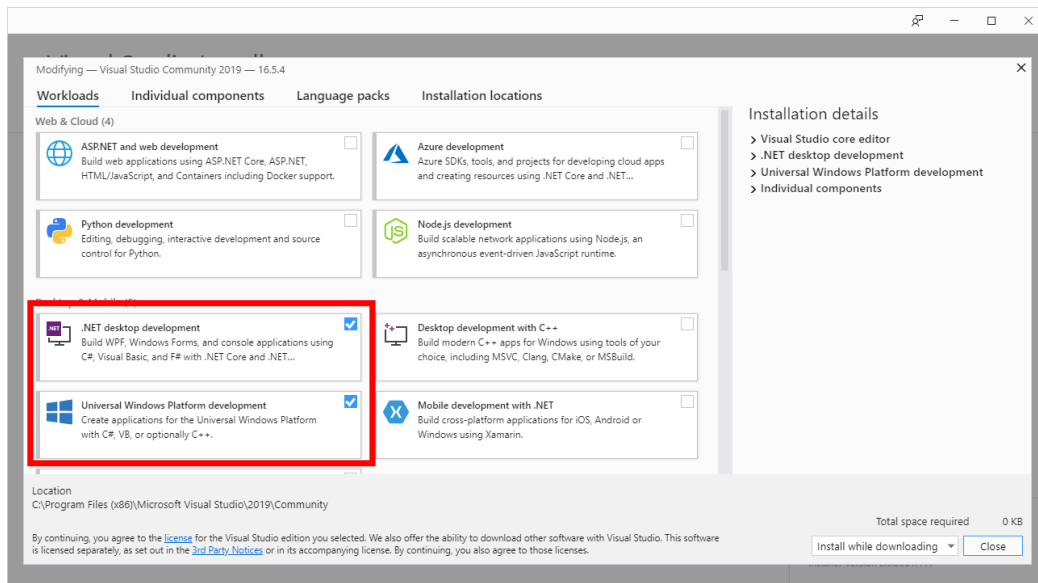 Modifying — Visual Studio Community 2019 — 16.5.4
Workloads Individual components Language packs Installation locations
Web & Cloud (4)
ASP.NET and web development
Build web applications using ASP.NET Core, ASP.NET,
HTML/JavaScript, and Containers including Docker support.
Azure development
Azure SDKs, tools, and projects for developing cloud apps
and creating resources using .NET Core and .NET...
Python development
Editing, debugging, interactive development and source
control for Python.
Node.js development
Build scalable network applications using Node.js, an
asynchronous event-driven JavaScript runtime.
.NET desktop development
Build WPF, Windows Forms, and console applications using
C#, Visual Basic, and F# with .NET Core and .NET...
Desktop development with C++
Build modern C++ apps for Windows using tools of your
choice, including MSVC, Clang, CMake, or MSBuild.
Universal Windows Platform development
Create applications for the Universal Windows Platform
with C#, VB, or optionally C++.
Mobile development with .NET
Build cross-platform applications for iOS, Android or
Windows using Xamarin.
Installation details
Visual Studio core editor
.NET desktop development
Universal Windows Platform development
Individual components
Location
C:\Program Files (x86)\Microsoft Visual Studio\2019\Community
By continuing, you agree to the license for the Visual Studio edition you selected. We also offer the ability to download other software with Visual Studio. This software
is licensed separately, as set out in the 3rd Party Notices or in its accompanying license. By continuing, you also agree to those licenses.
Total space required 0 KB
Install while downloading Close